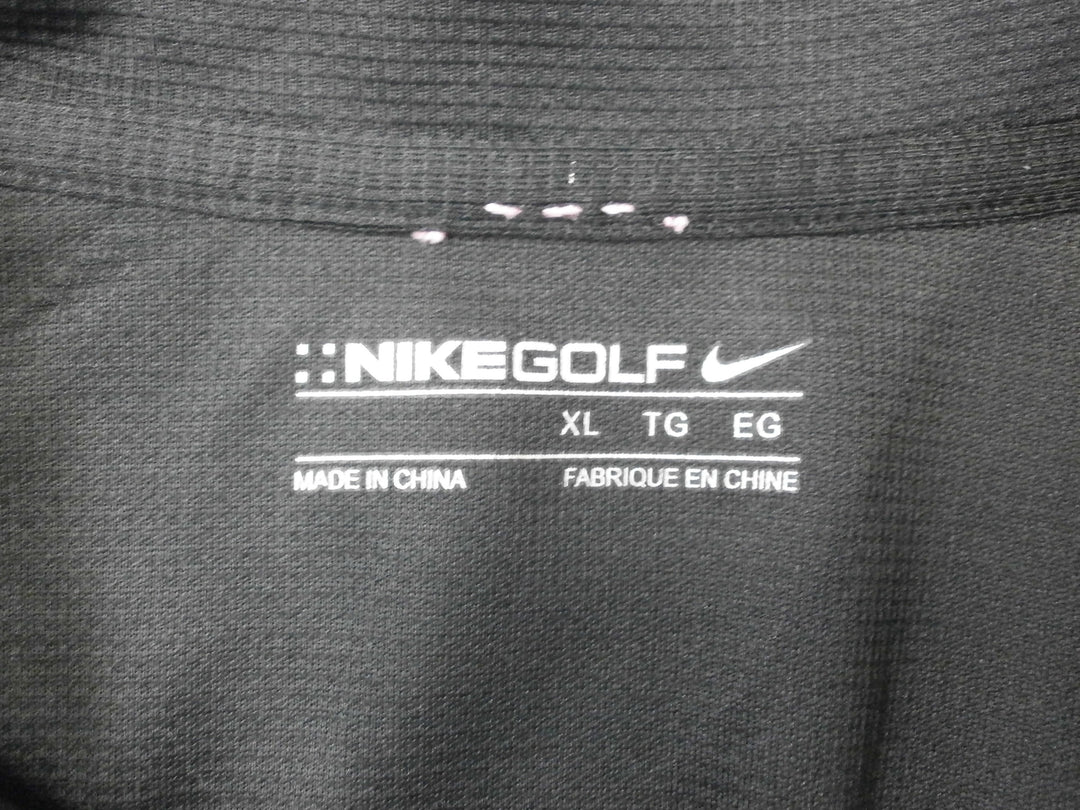 NIKEGOLF
XL TG EG
MADE IN CHINA FABRIQUE EN CHINE